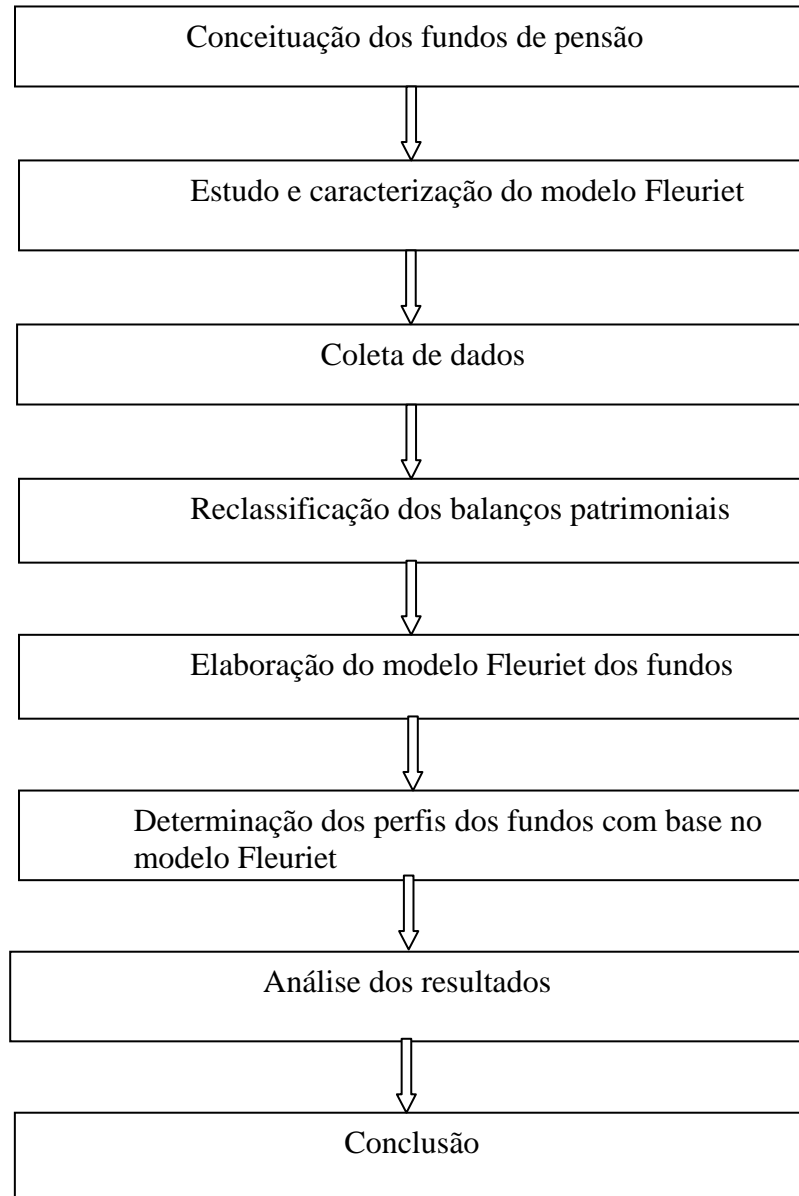 Conceituação dos fundos de pensão
Estudo e caracterização do modelo Fleuriet
Coleta de dados
Reclassificação dos balanços patrimoniais
Elaboração do modelo Fleuriet dos fundos
Determinação dos perfis dos fundos com base no
modelo Fleuriet
Análise dos resultados
Conclusão